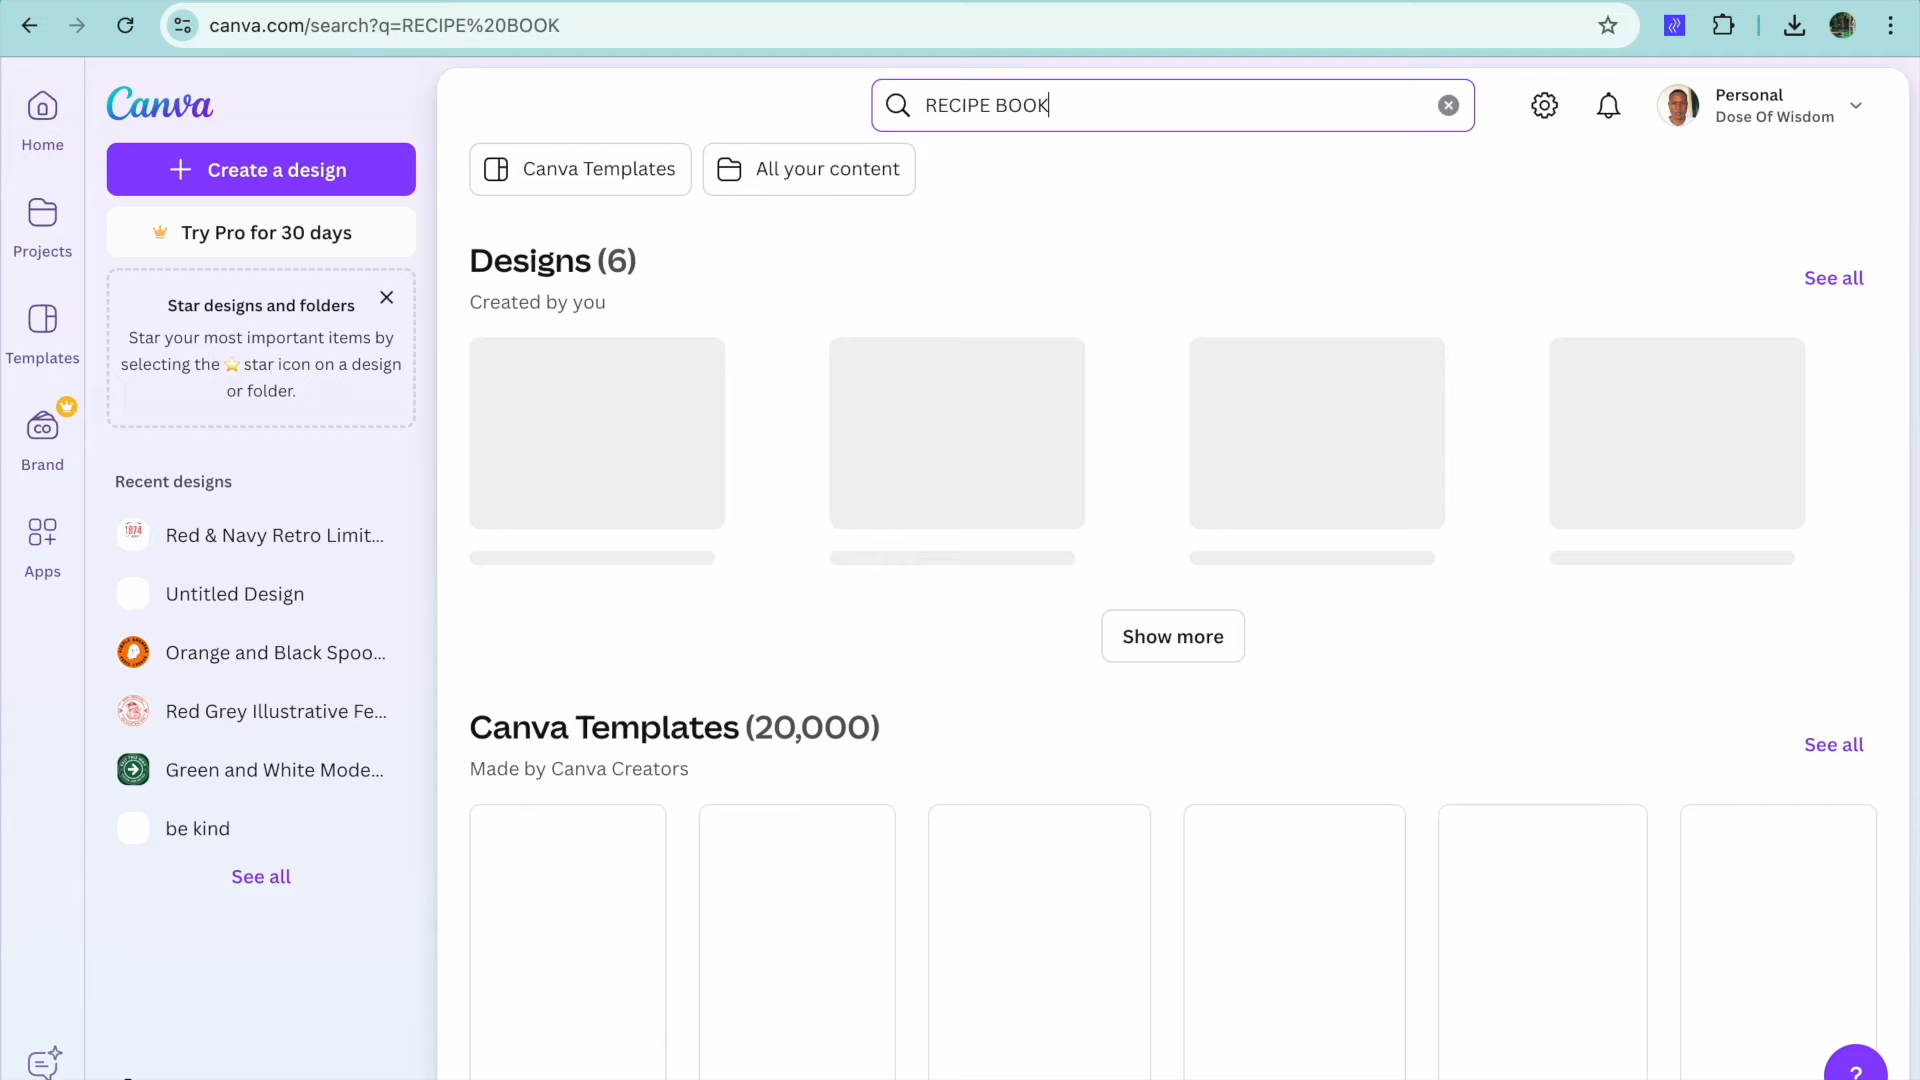 canva.com/search?q=RECIPE%20BOOK
Home
Projects
Templates
Brand
Apps
Canva
Create a design
Try Pro for 30 days
Star designs and folders
Star your most important items by
selecting the ⭐ star icon on a design
or folder.
Recent designs
Red & Navy Retro Limit...
Untitled Design
Orange and Black Spoo...
Red Grey Illustrative Fe...
Green and White Mode...
be kind
See all
RECIPE BOOK
Personal
Dose Of Wisdom
Canva Templates
All your content
Designs (6)
Created by you
See all
Show more
Canva Templates (20,000)
Made by Canva Creators
See all
?